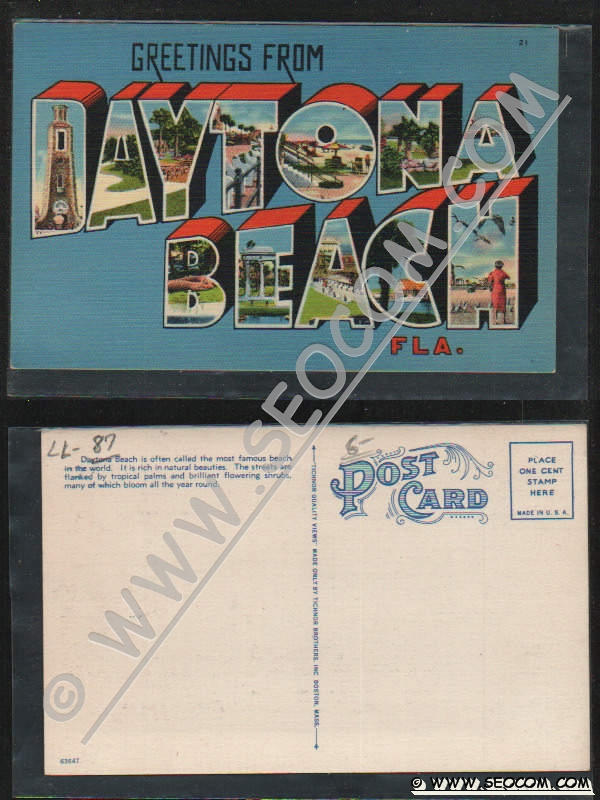 21
GREETINGS FROM
DAYTONA
BEACH
FLA.
© WWW.SEOCOM.COM
LL- 87
6-
Daytona Beach is often called the most famous beach
in the world. It is rich in natural beauties. The streets are
flanked by tropical palms and brilliant flowering shrubs,
many of which bloom all the year round.
POST
CARD
PLACE
ONE CENT
STAMP
HERE
MADE IN U. S. A.
"TICHNOR QUALITY VIEWS" MADE ONLY BY TICHNOR BROTHERS, INC. BOSTON, MASS.
63647
© WWW.SEOCOM.COM